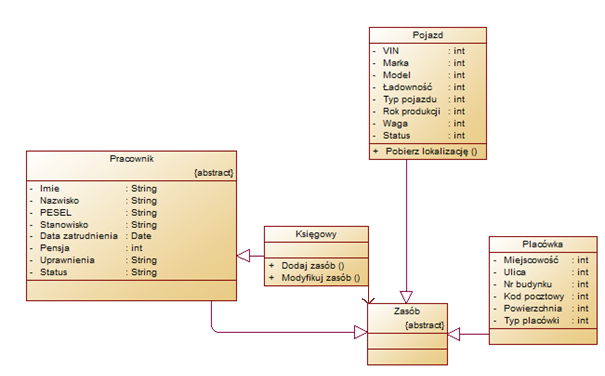 Pojazd
- VIN : int
- Marka : int
- Model : int
- Ładowność : int
- Typ pojazdu : int
- Rok produkcji : int
- Waga : int
- Status : int
+ Pobierz lokalizację ()
Pracownik
{abstract}
- Imie : String
- Nazwisko : String
- PESEL : String
- Stanowisko : String
- Data zatrudnienia : Date
- Pensja : int
- Uprawnienia : String
- Status : String
Księgowy
+ Dodaj zasób ()
+ Modyfikuj zasób ()
Placówka
- Miejscowość : int
- Ulica : int
- Nr budynku : int
- Kod pocztowy : int
- Powierzchnia : int
- Typ placówki : int
Zasób
{abstract}